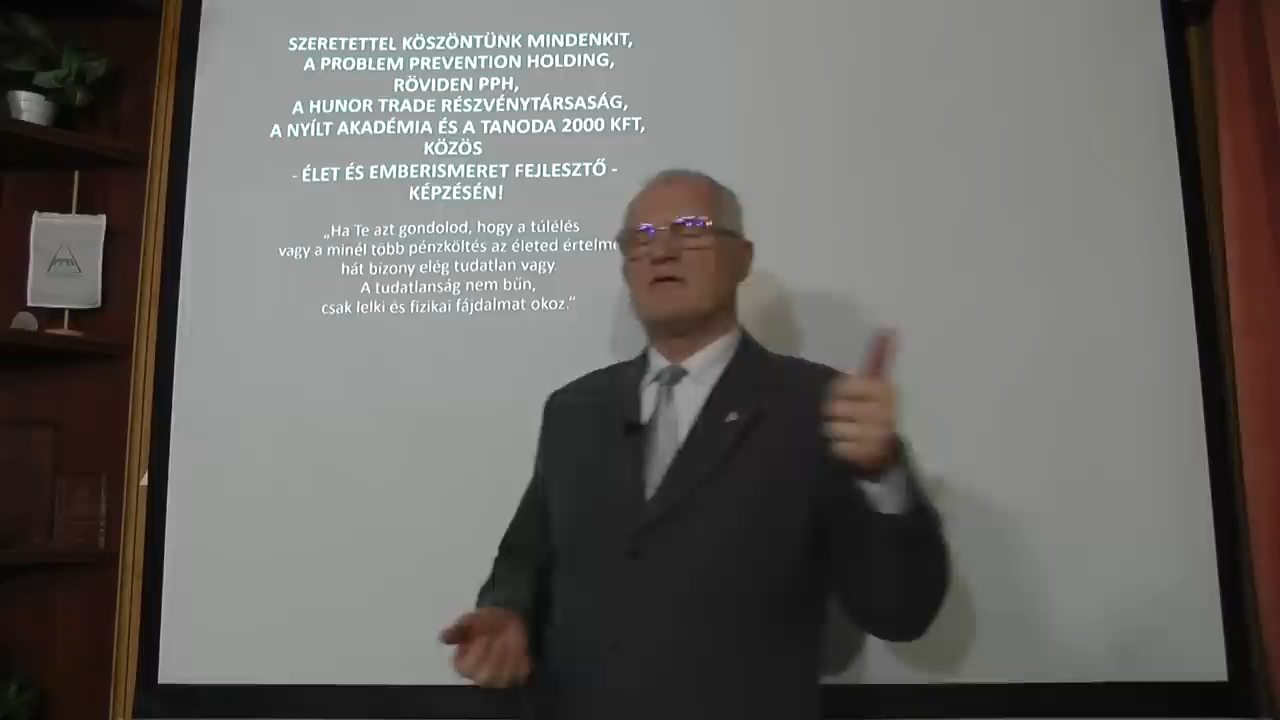 SZERETETTEL KÖSZÖNTÜNK MINDENKIT,
A PROBLEM PREVENTION HOLDING,
RÖVIDEN PPH,
A HUNOR TRADE RÉSZVÉNYTÁRSASÁG,
A NYÍLT AKADÉMIA ÉS A TANODA 2000 KFT,
KÖZÖS
- ÉLET ÉS EMBERISMERET FEJLESZTŐ -
KÉPZÉSÉN!
„Ha Te azt gondolod, hogy a túlélés
vagy a minél több pénzköltés az életed értelme
hát bizony elég tudatlan vagy
A tudatlanság nem bűn,
csak lelki és fizikai fájdalmat okoz.”